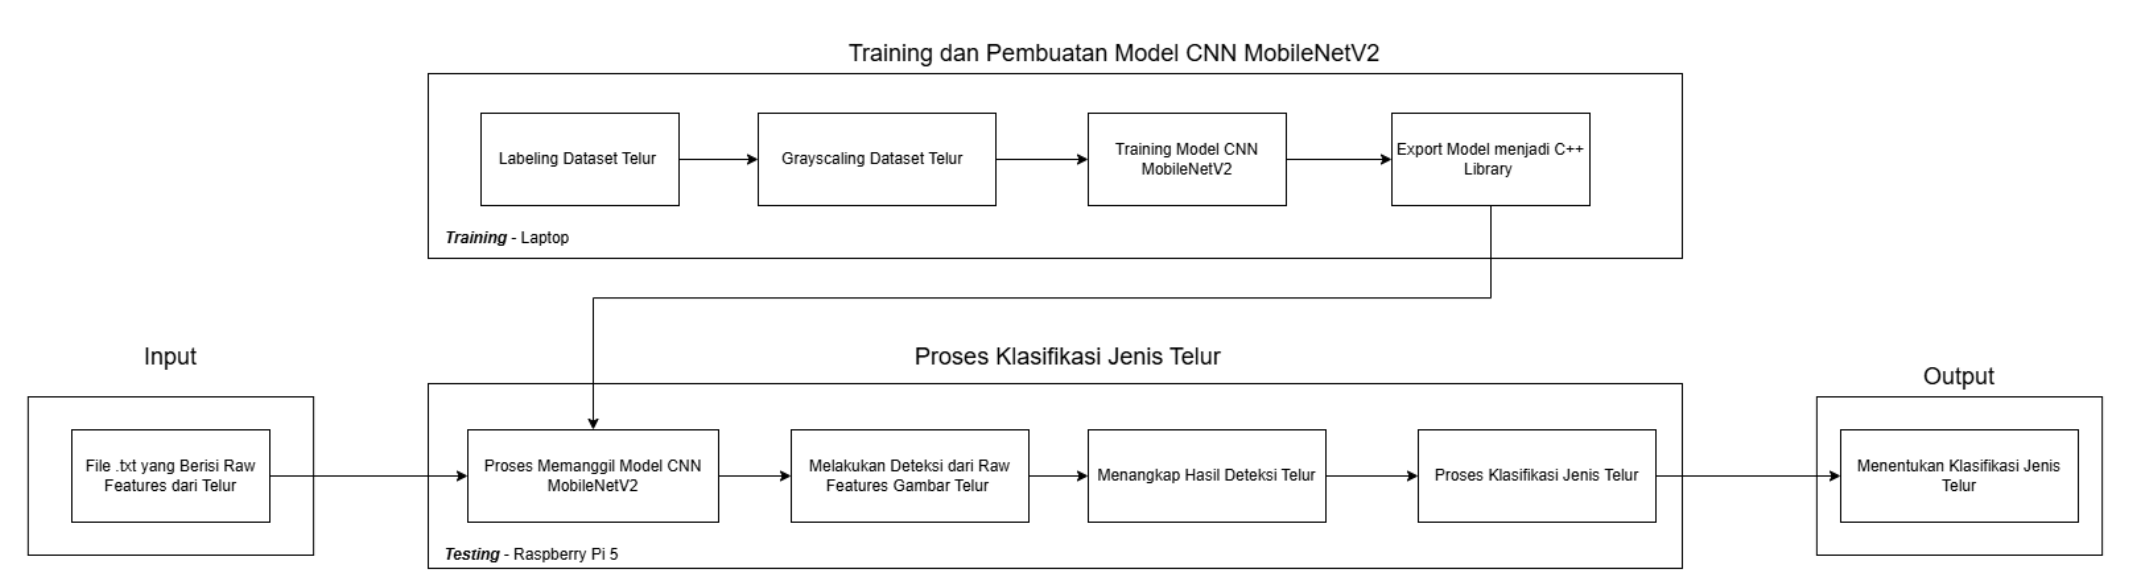 Training dan Pembuatan Model CNN MobileNetV2
Labeling Dataset Telur
Grayscaling Dataset Telur
Training Model CNN
MobileNetV2
Export Model menjadi C++
Library
Training - Laptop
Input
File .txt yang Berisi Raw
Features dari Telur
Proses Klasifikasi Jenis Telur
Proses Memanggil Model CNN
MobileNetV2
Melakukan Deteksi dari Raw
Features Gambar Telur
Menangkap Hasil Deteksi Telur
Proses Klasifikasi Jenis Telur
Testing - Raspberry Pi 5
Output
Menentukan Klasifikasi Jenis
Telur